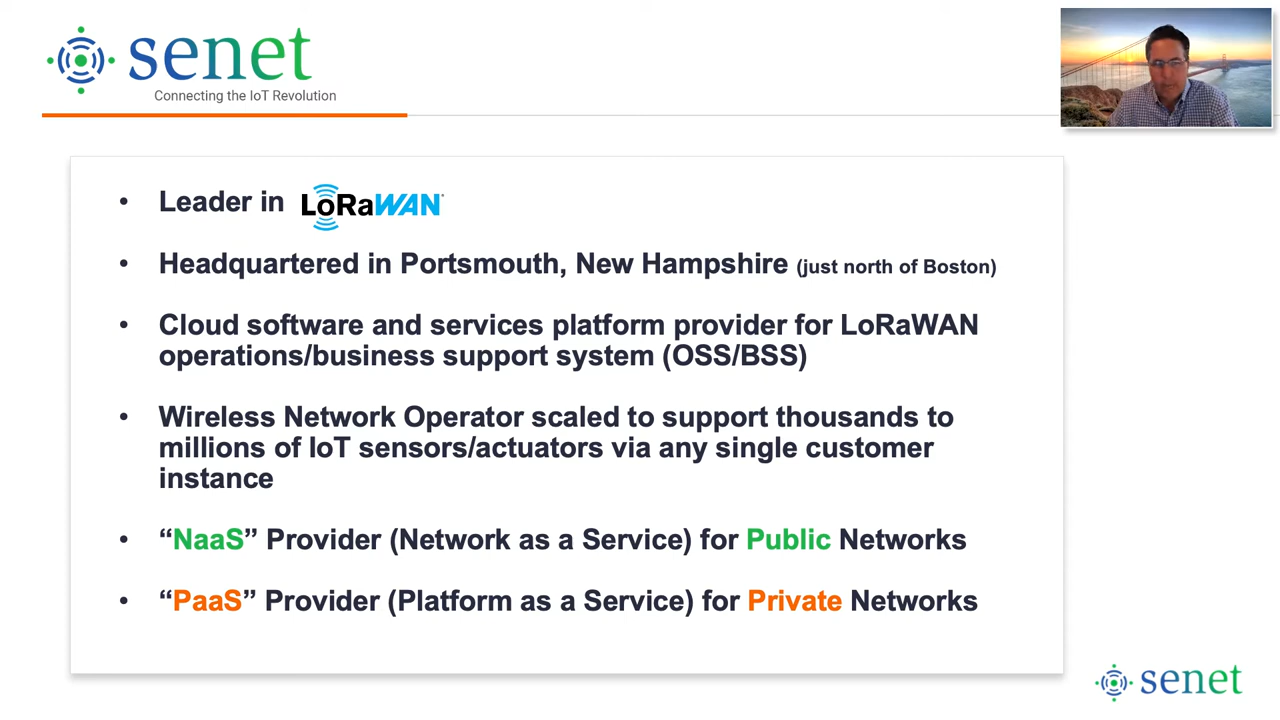 senet
Connecting the IoT Revolution
• Leader in LoRaWAN
• Headquartered in Portsmouth, New Hampshire (just north of Boston)
• Cloud software and services platform provider for LoRaWAN
operations/business support system (OSS/BSS)
• Wireless Network Operator scaled to support thousands to
millions of IoT sensors/actuators via any single customer
instance
• “NaaS” Provider (Network as a Service) for Public Networks
• “PaaS” Provider (Platform as a Service) for Private Networks
senet